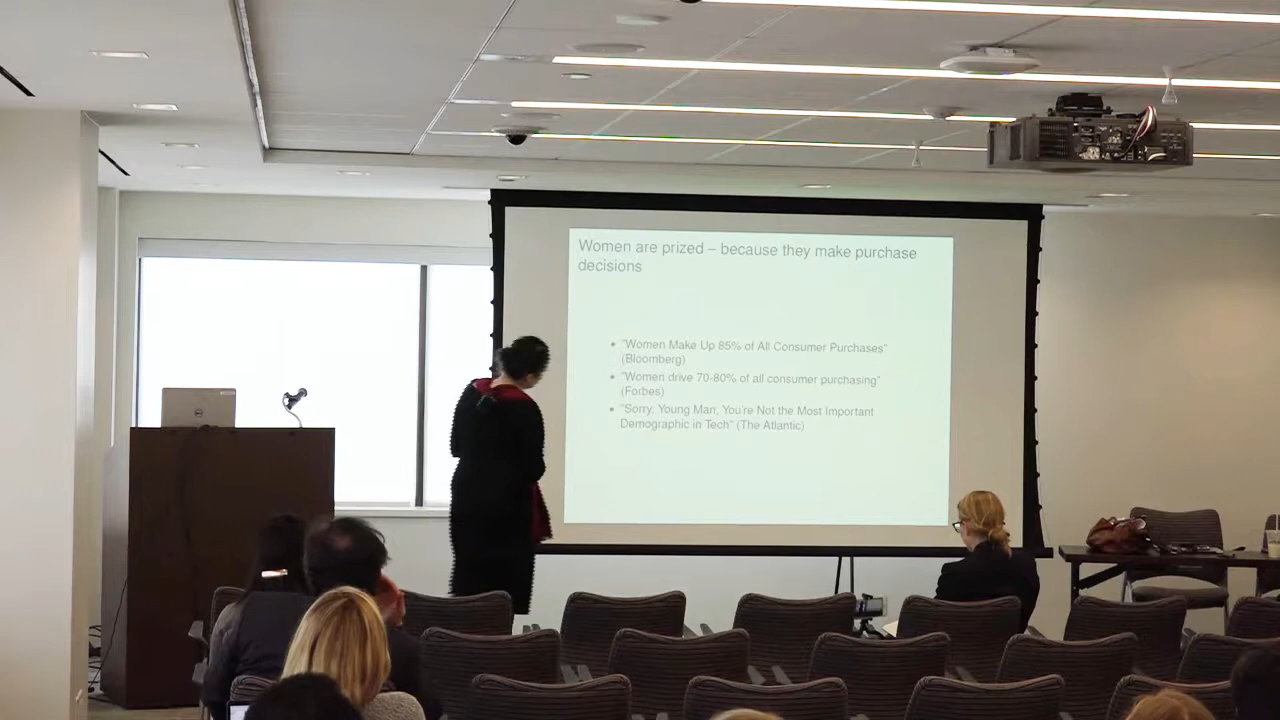 Women are prized – because they make purchase
decisions
• "Women Make Up 85% of All Consumer Purchases"
(Bloomberg)
• "Women drive 70-80% of all consumer purchasing"
(Forbes)
• "Sorry, Young Man, You're Not the Most Important
Demographic in Tech" (The Atlantic)